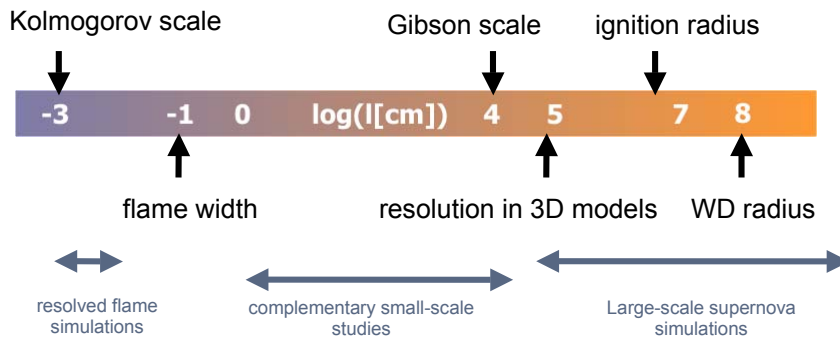 Kolmogorov scale
Gibson scale
ignition radius
-3 -1 0 log(l[cm]) 4 5 7 8
flame width
resolution in 3D models
WD radius
resolved flame
simulations
complementary small-scale
studies
Large-scale supernova
simulations